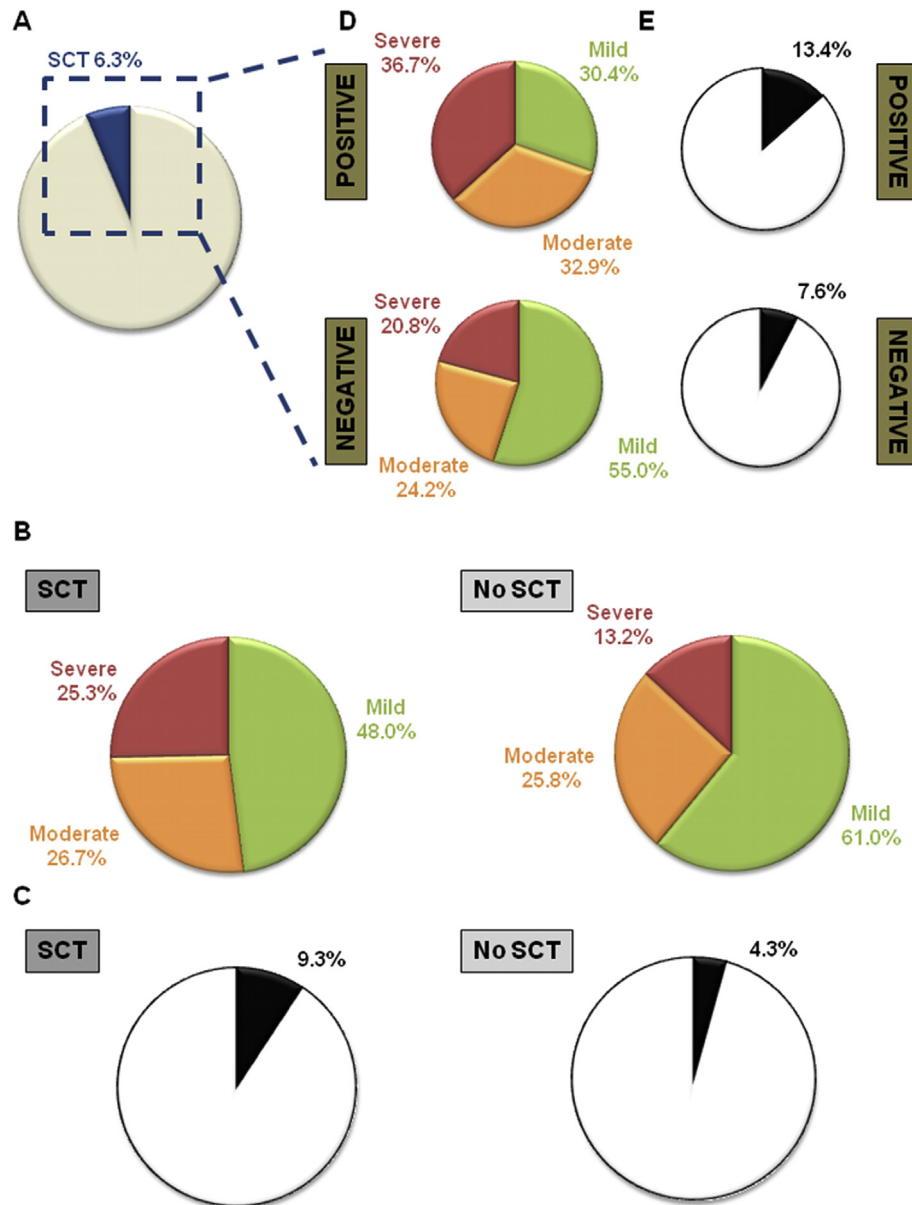 A
SCT 6.3%
D
POSITIVE
Severe
36.7%
Mild
30.4%
Moderate
32.9%
NEGATIVE
Severe
20.8%
Moderate
24.2%
Mild
55.0%
E
13.4%
POSITIVE
7.6%
NEGATIVE
B
SCT
Severe
25.3%
Mild
48.0%
Moderate
26.7%
No SCT
Severe
13.2%
Moderate
25.8%
Mild
61.0%
C
SCT
9.3%
No SCT
4.3%